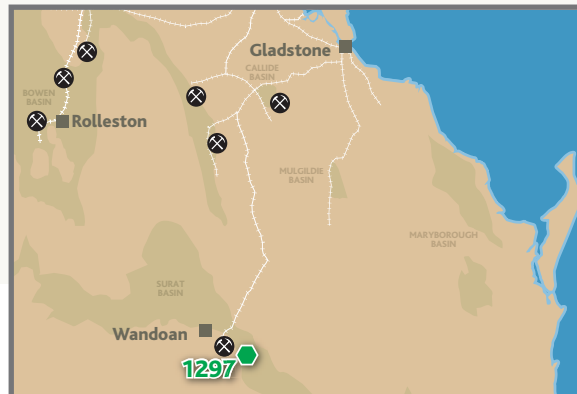 Gladstone
CALLIDE
BASIN
BOWEN
BASIN
Rolleston
MULGILDIE
BASIN
MARYBOROUGH
BASIN
SURAT
BASIN
Wandoan
1297